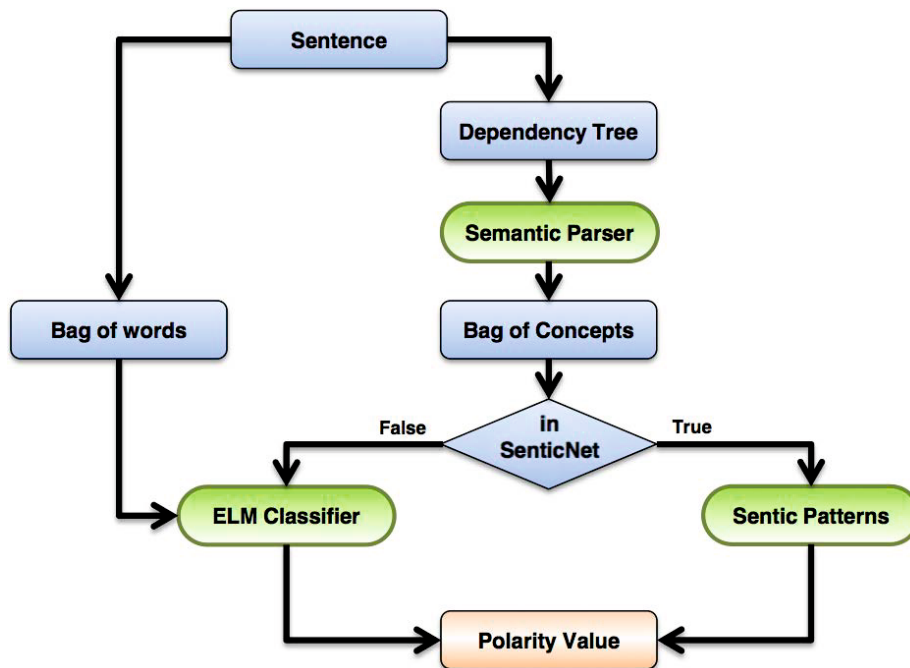 Sentence
Dependency Tree
Semantic Parser
Bag of words
Bag of Concepts
False
in
SenticNet
True
ELM Classifier
Sentic Patterns
Polarity Value